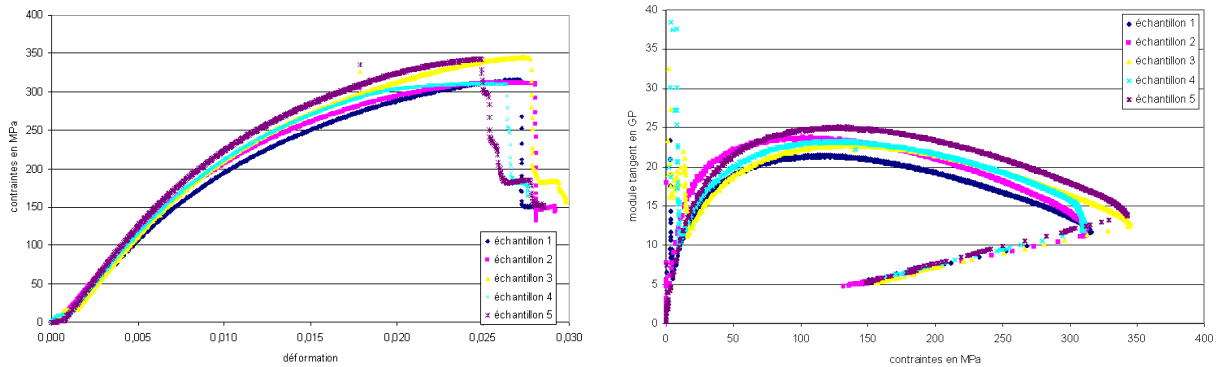 400
350
300
250
200
150
100
50
0
contraintes en MPa
0,000 0,005 0,010 0,015 0,020 0,025 0,030
déformation
échantillon 1
échantillon 2
échantillon 3
échantillon 4
échantillon 5
40
35
30
25
20
15
10
5
0
module tangent en GP
0 50 100 150 200 250 300 350 400
contraintes en MPa
échantillon 1
échantillon 2
échantillon 3
échantillon 4
échantillon 5